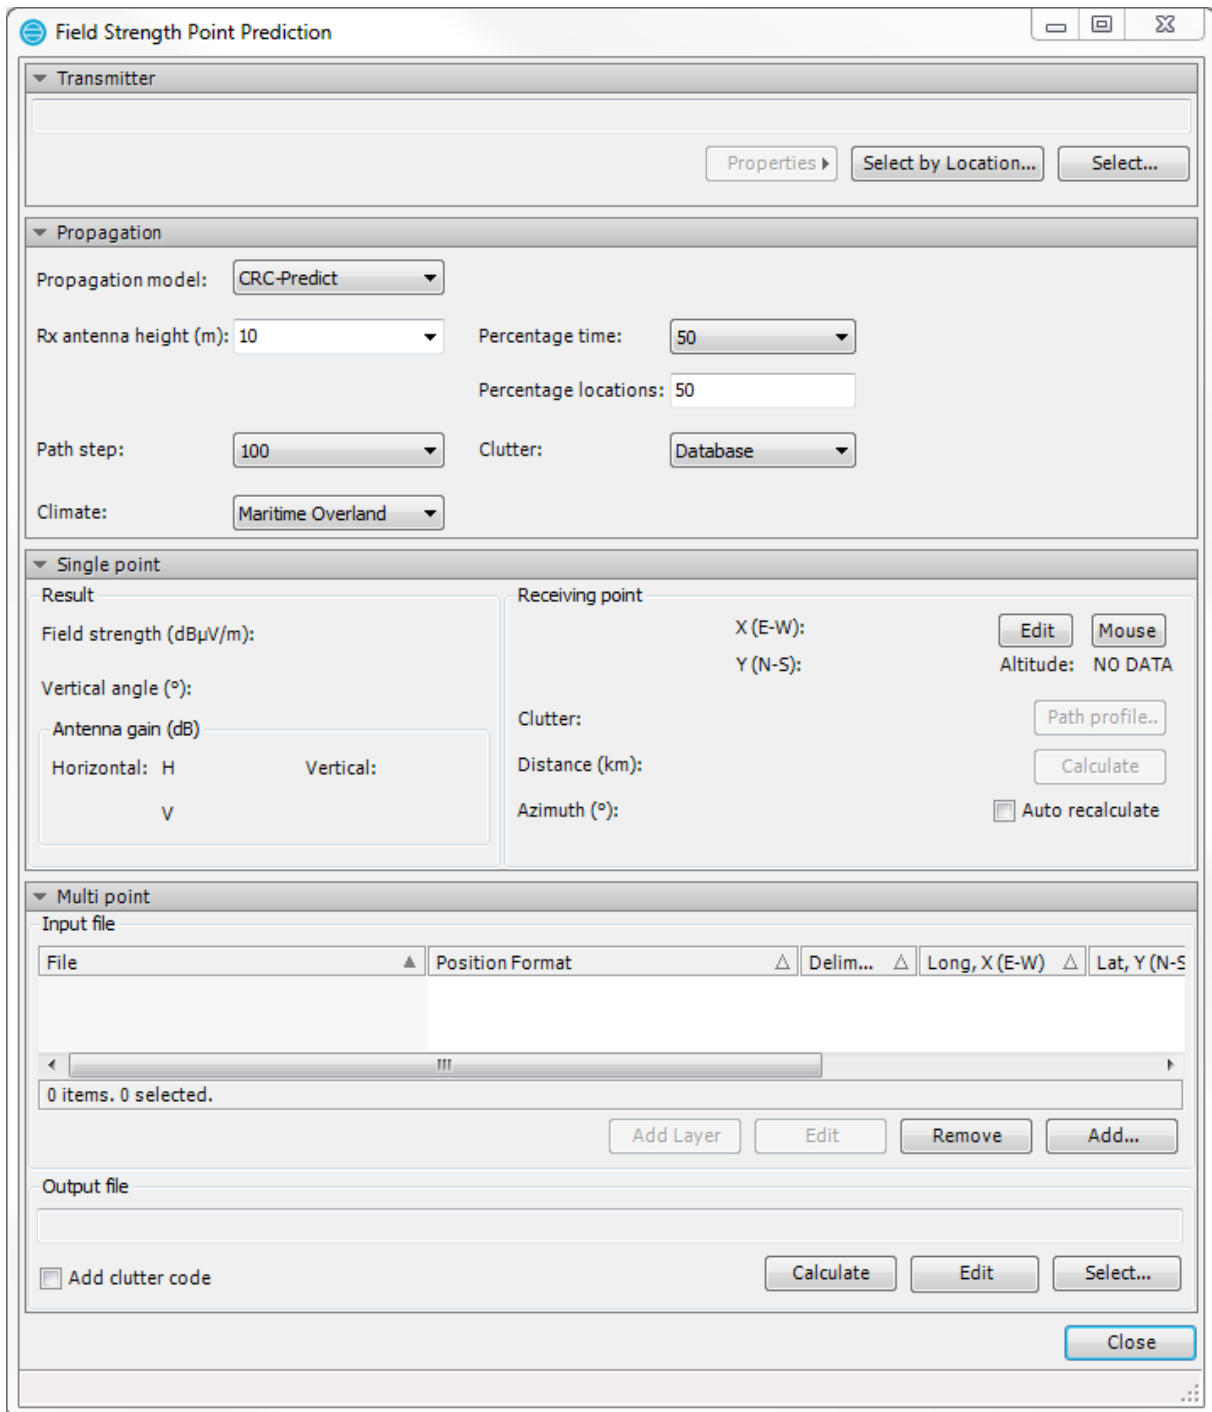 Field Strength Point Prediction
Transmitter
Properties Select by Location... Select...
Propagation
Propagation model: CRC-Predict
Rx antenna height (m): 10 Percentage time: 50
Percentage locations: 50
Path step: 100 Clutter: Database
Climate: Maritime Overland
Single point
Result
Field strength (dBµV/m):
Vertical angle (°):
Antenna gain (dB)
Horizontal: H Vertical:
V
Receiving point
X (E-W): Edit Mouse
Y (N-S): Altitude: NO DATA
Clutter: Path profile..
Distance (km): Calculate
Azimuth (°): Auto recalculate
Multi point
Input file
File Position Format Delim... Long, X (E-W) Lat, Y (N-S
0 items. 0 selected.
Add Layer Edit Remove Add...
Output file
Add clutter code Calculate Edit Select...
Close